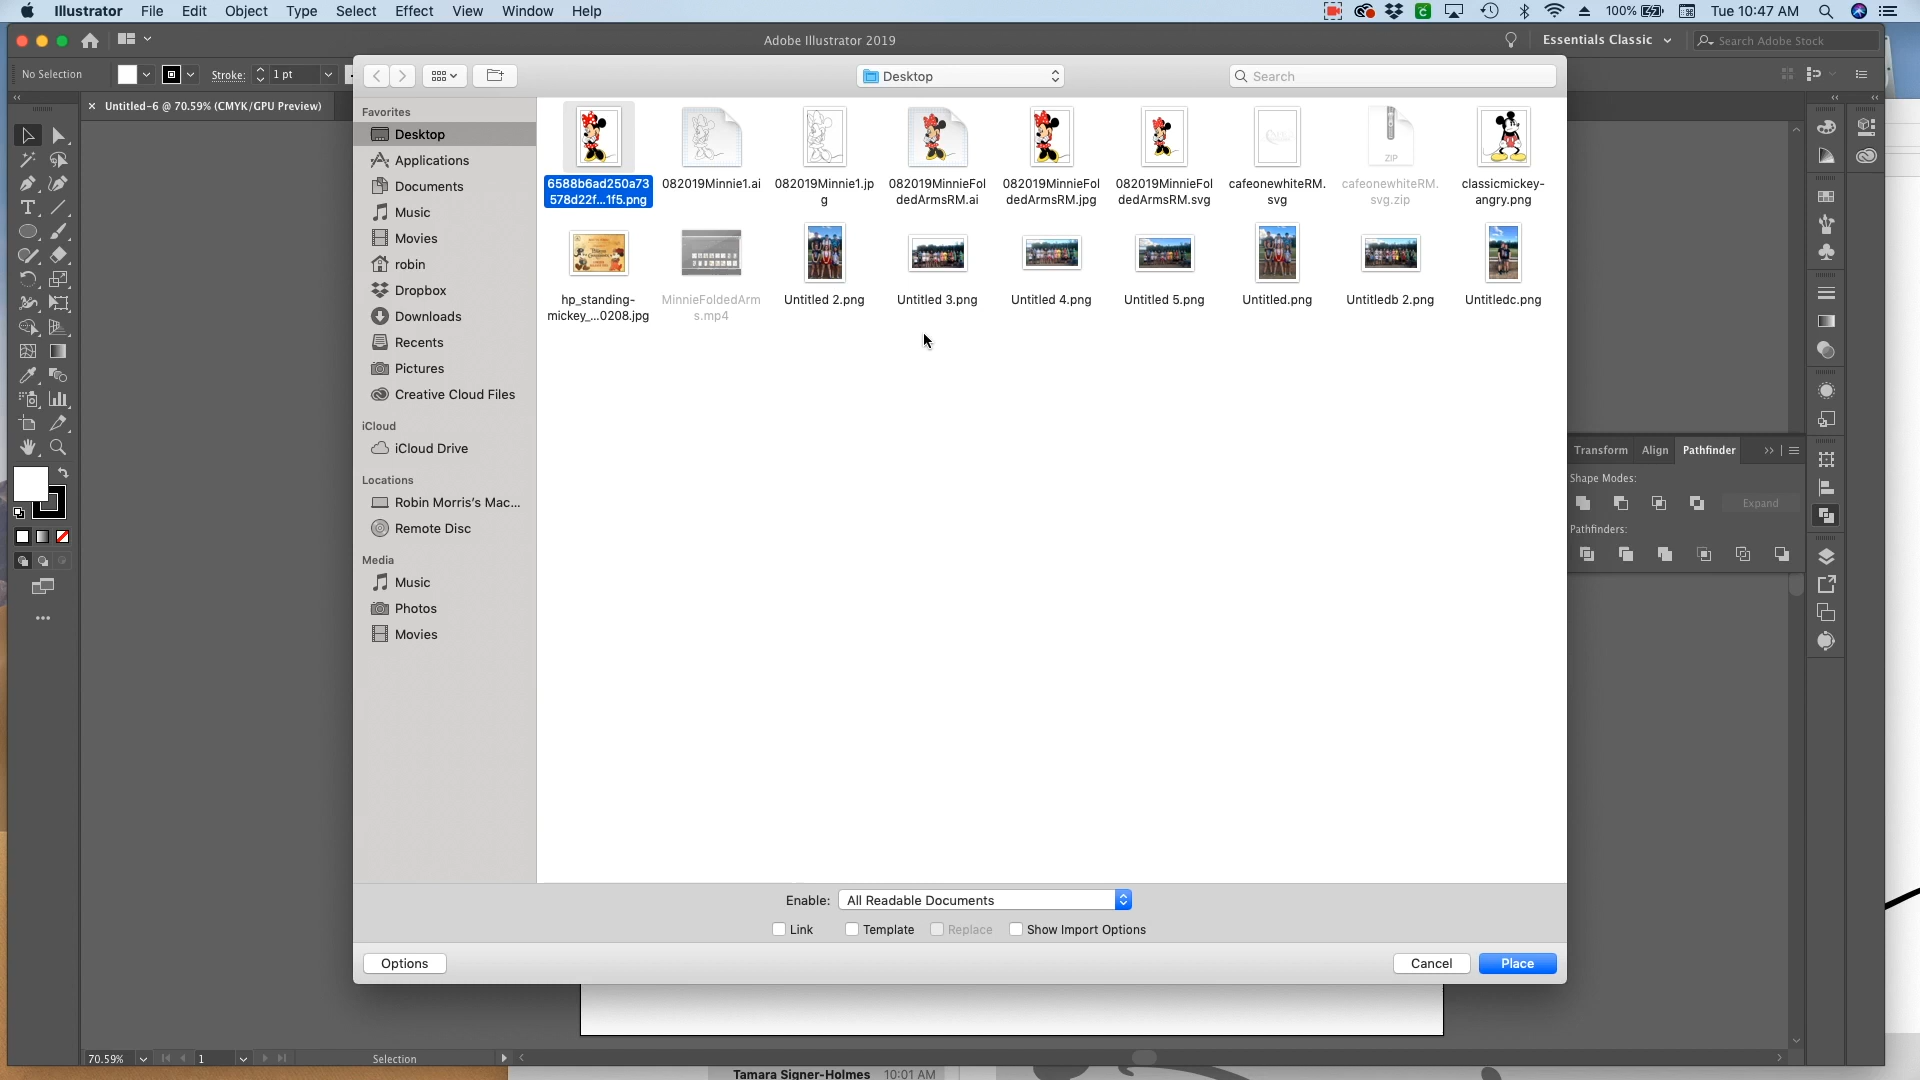 Illustrator File Edit Object Type Select Effect View Window Help
100% Tue 10:47 AM
Adobe Illustrator 2019
Essentials Classic
Search Adobe Stock
No Selection
Stroke:
1 pt
Desktop
Search
Untitled-6 @ 70.59% (CMYK/GPU Preview)
Favorites
Desktop
Applications
Documents
Music
Movies
robin
Dropbox
Downloads
Recents
Pictures
Creative Cloud Files
iCloud
iCloud Drive
Locations
Robin Morris's Mac...
Remote Disc
Media
Music
Photos
Movies
6588b6ad250a73
578d22f...1f5.png
082019Minnie1.ai
082019Minnie1.jp
g
082019MinnieFol
dedArmsRM.ai
082019MinnieFol
dedArmsRM.jpg
082019MinnieFol
dedArmsRM.svg
cafeonewhiteRM.
svg
ZIP
cafeonewhiteRM.
svg.zip
classicmickey-
angry.png
hp_standing-
mickey_...0208.jpg
MinnieFoldedArm
s.mp4
Untitled 2.png
Untitled 3.png
Untitled 4.png
Untitled 5.png
Untitled.png
Untitledb 2.png
Untitledc.png
Transform Align Pathfinder
Shape Modes:
Expand
Pathfinders:
Enable: All Readable Documents
Link Template Replace Show Import Options
Options
Cancel
Place
70.59%
1
Selection
Tamara Signer-Holmes 10:01 AM